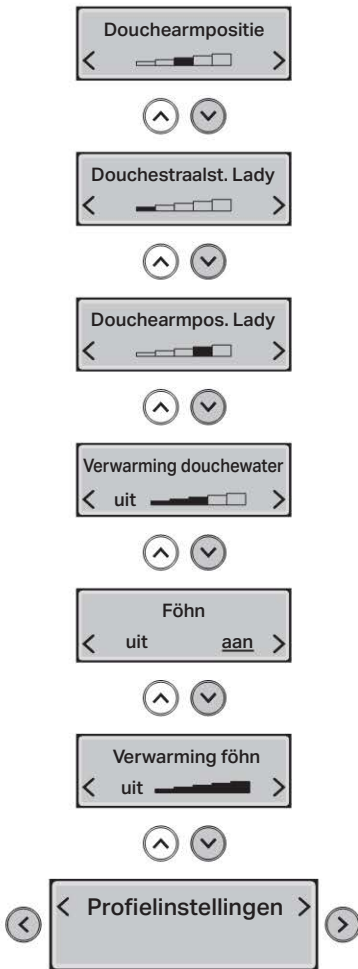 Douchearmpositie
Douchestraalst. Lady
Douchearmpos. Lady
Verwarming douchewater
uit
Föhn
uit aan
Verwarming föhn
uit
Profielinstellingen